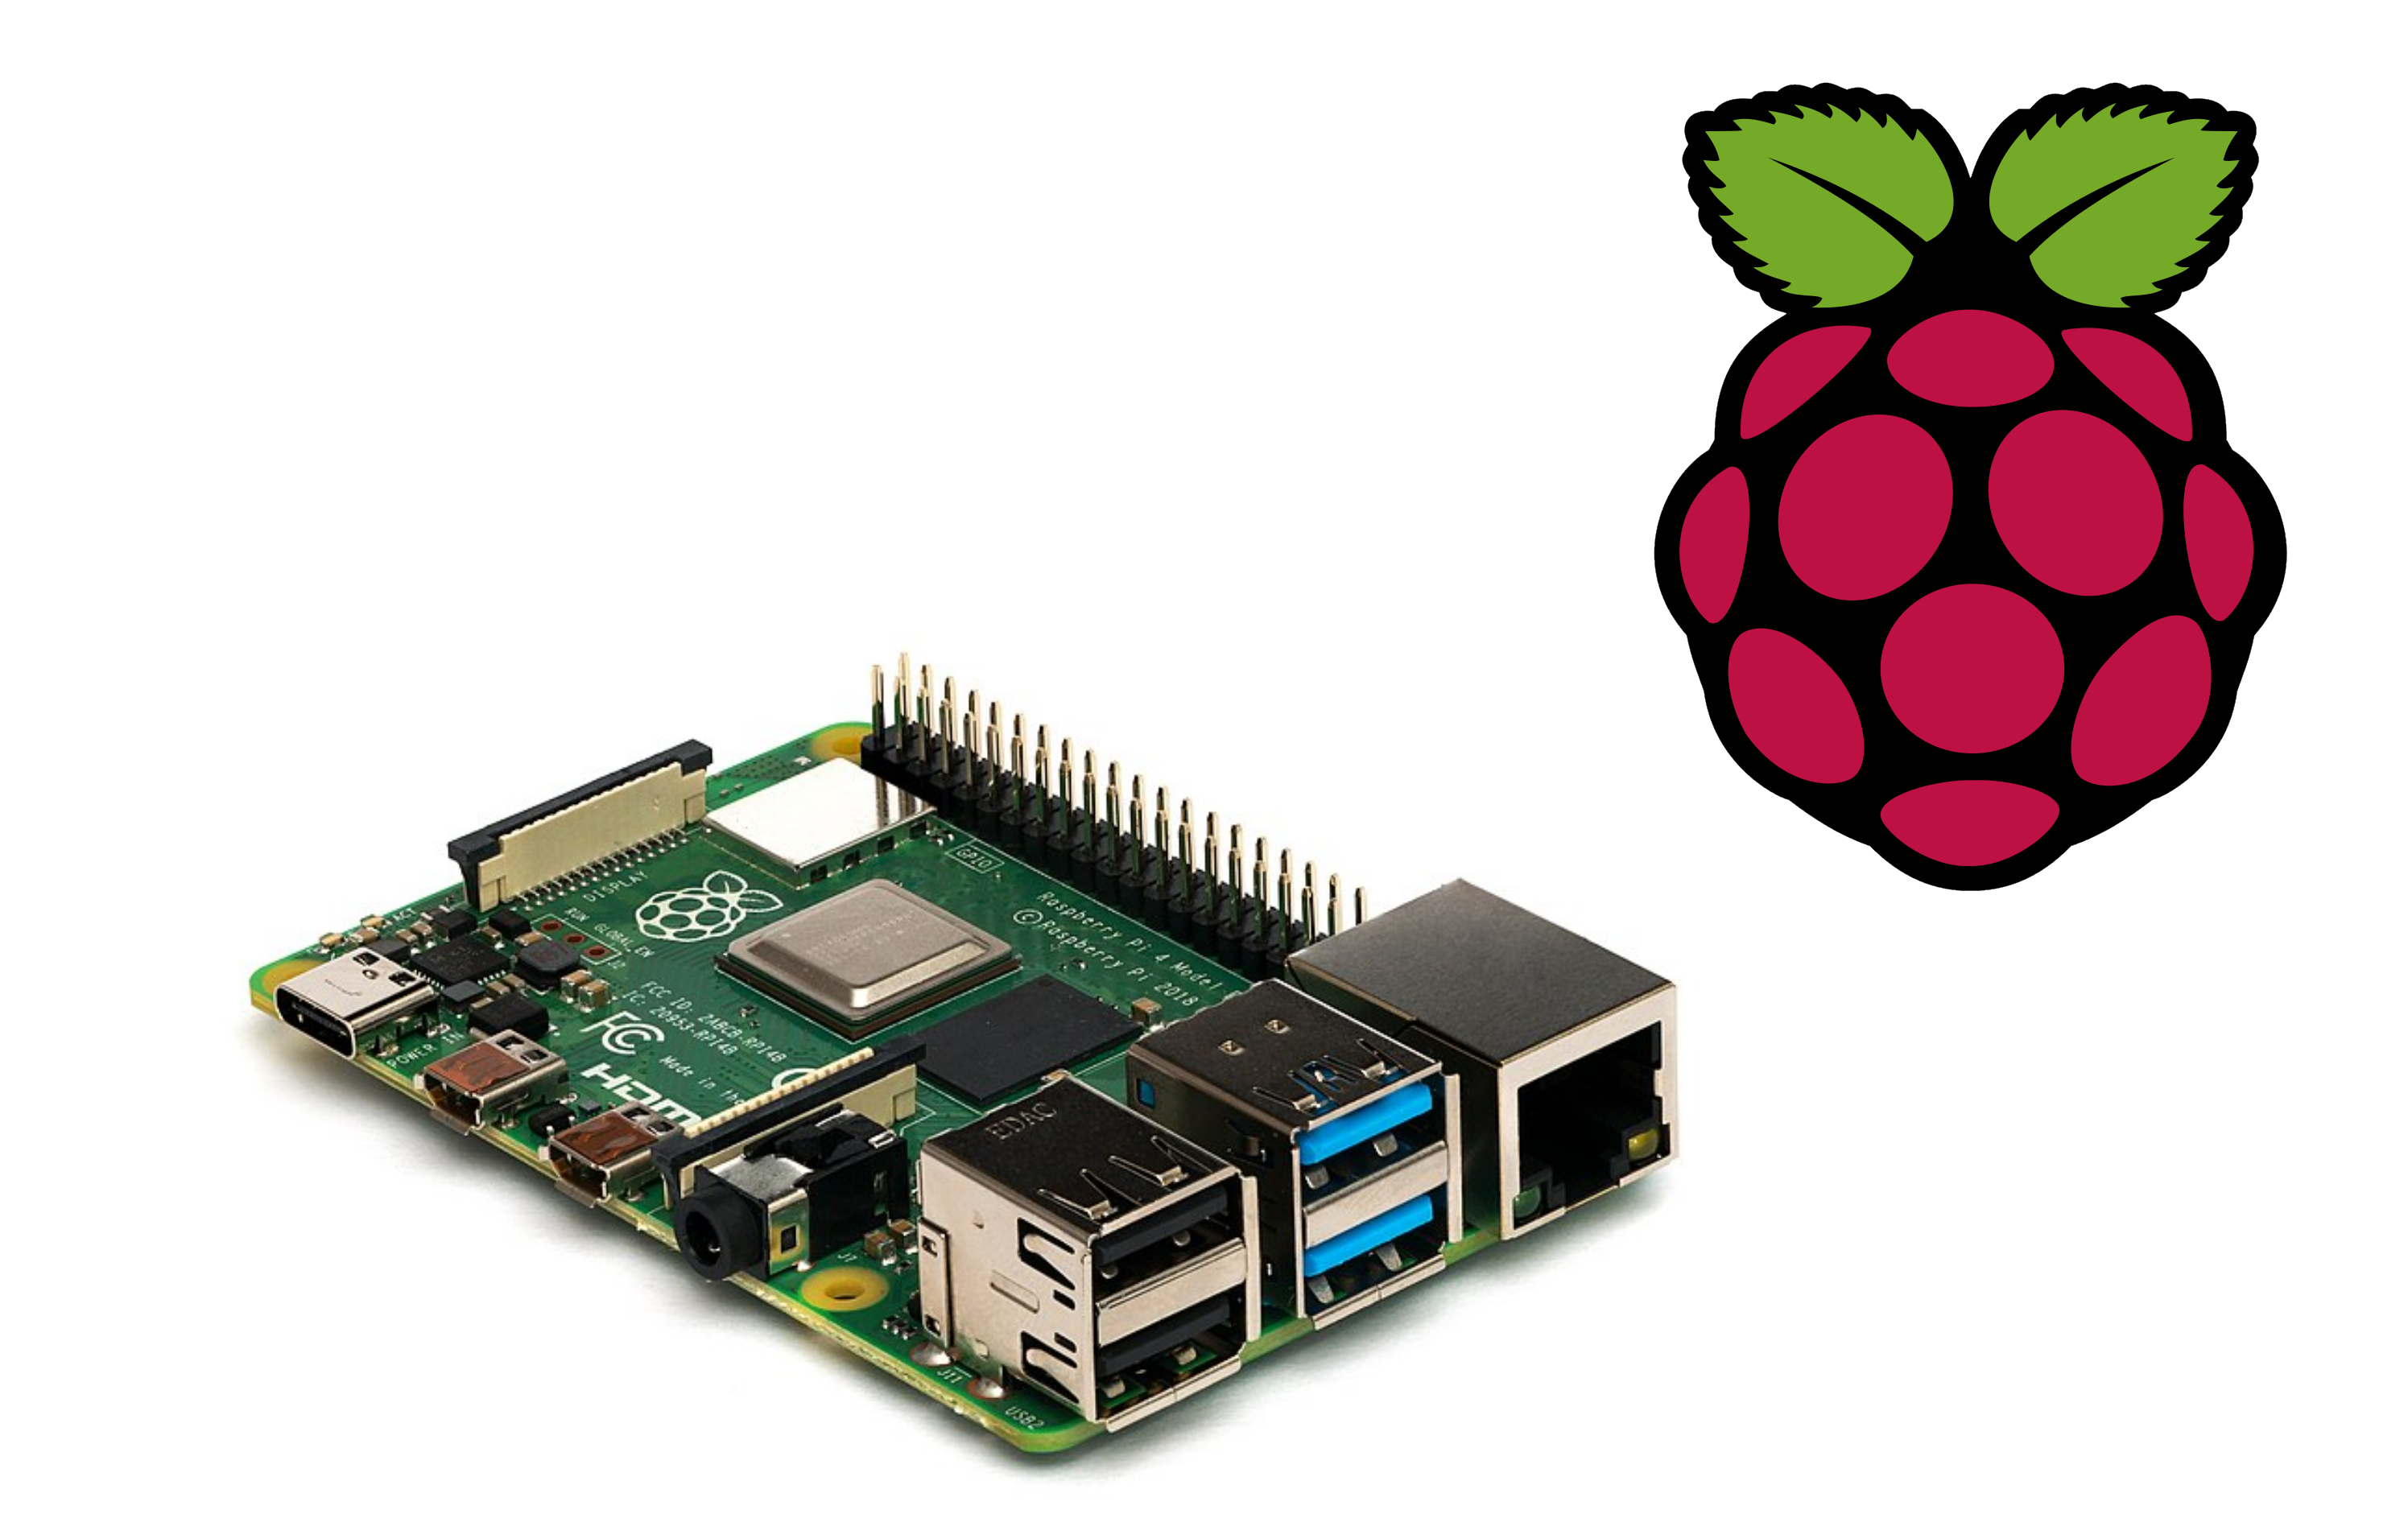 DISPLAY
GPIO
ACT
RUN
GLOBAL_EN
J2
Raspberry Pi 4 Model
© Raspberry Pi 2018
FCC ID: 2ABCB-RPI4B
IC: 20953-RPI4B
POWER IN
FC
Made in the
HDMI
EDAC
J7
J11
USB2